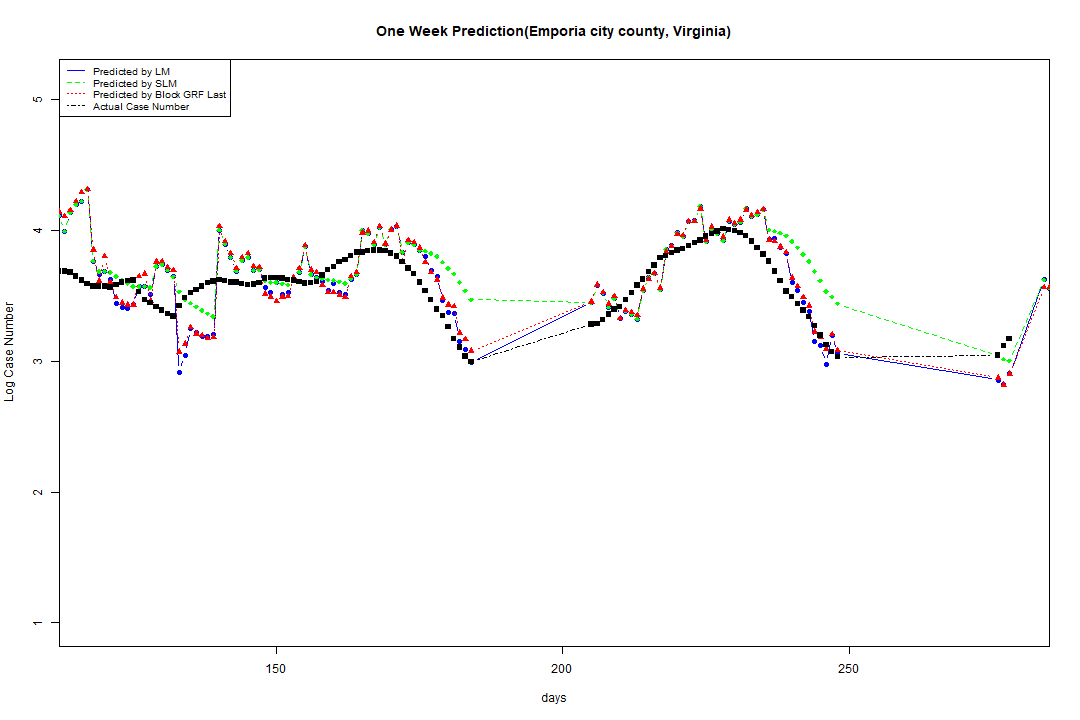 One Week Prediction(Emporia city county, Virginia)
Predicted by LM
Predicted by SLM
Predicted by Block GRF Last
Actual Case Number
5
4
3
2
1
Log Case Number
150
200
250
days